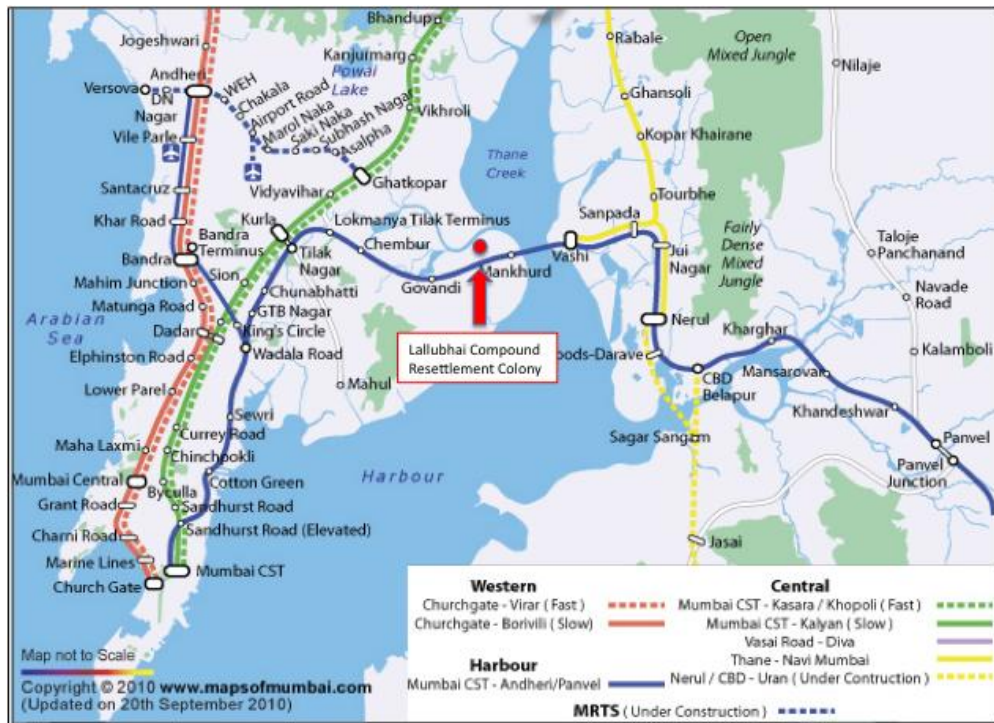 Jogeshwari
Bhandup
Kanjurmarg
Powai
Lake
Rabale
Open
Mixed Jungle
Nilaje
Andheri
Versova
DN
Nagar
WEH
Chakala
Airport Road
Marol Naka
Saki Naka
Subhash Nagar
Asalpha
Vikhroli
Ghansoli
Kopar Khairane
Vile Parle
Thane
Creek
Ghatkopar
Santacruz
Vidyavihar
Tourbhe
Khar Road
Kurla
Lokmanya Tilak Terminus
Sanpada
Fairly
Dense
Mixed
Jungle
Bandra
Terminus
Bandra
Sion
Tilak
Nagar
Chembur
Govandi
Mankhurd
Vashi
Jui
Nagar
Taloje
Panchanand
Mahim Junction
Chunabhatti
Navade
Road
Matunga Road
GTB Nagar
Arabian
Sea
Dadar
King's Circle
Nerul
Kharghar
Elphinston Road
Wadala Road
Lallubhai Compound
Resettlement Colony
oods-Darave
Kalamboli
CBD
Belapur
Mansarovar
Lower Parel
Mahul
Khandeshwar
Sewri
Sagar Sangam
Panvel
Panvel
Junction
Currey Road
Maha Laxmi
Chinchpokli
Harbour
Mumbai Central
Cotton Green
Byculla
Grant Road
Sandhurst Road
Charni Road
Sandhurst Road (Elevated)
Jasai
Marine Lines
Mumbai CST
Church Gate
Western
Churchgate - Virar ( Fast )
Churchgate - Borivili ( Slow)
Harbour
Mumbai CST - Andheri/Panvel
Central
Mumbai CST - Kasara / Khopoli ( Fast )
Mumbai CST - Kalyan ( Slow )
Vasai Road - Diva
Thane - Navi Mumbai
Nerul / CBD - Uran ( Under Contruction )
MRTS ( Under Construction )
Map not to Scale
Copyright © 2010 www.mapsofmumbai.com
(Updated on 20th September 2010)